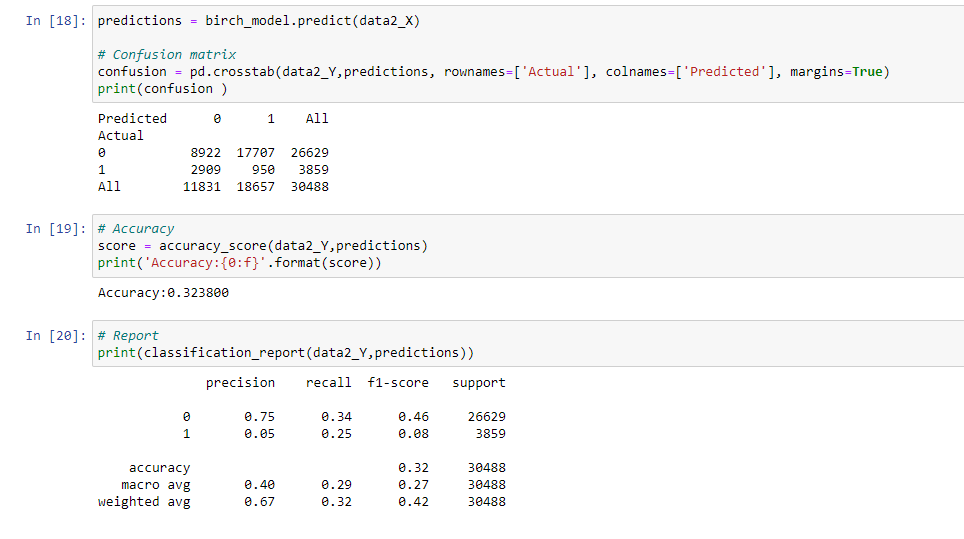 In [18]: predictions = birch_model.predict(data2_X)
# Confusion matrix
confusion = pd.crosstab(data2_Y,predictions, rownames=['Actual'], colnames=['Predicted'], margins=True)
print(confusion )
Predicted 0 1 All
Actual
0 8922 17707 26629
1 2909 950 3859
All 11831 18657 30488
In [19]: # Accuracy
score = accuracy_score(data2_Y,predictions)
print('Accuracy:{0:f}'.format(score))
Accuracy:0.323800
In [20]: # Report
print(classification_report(data2_Y,predictions))
precision recall f1-score support
0 0.75 0.34 0.46 26629
1 0.05 0.25 0.08 3859
accuracy 0.32 30488
macro avg 0.40 0.29 0.27 30488
weighted avg 0.67 0.32 0.42 30488